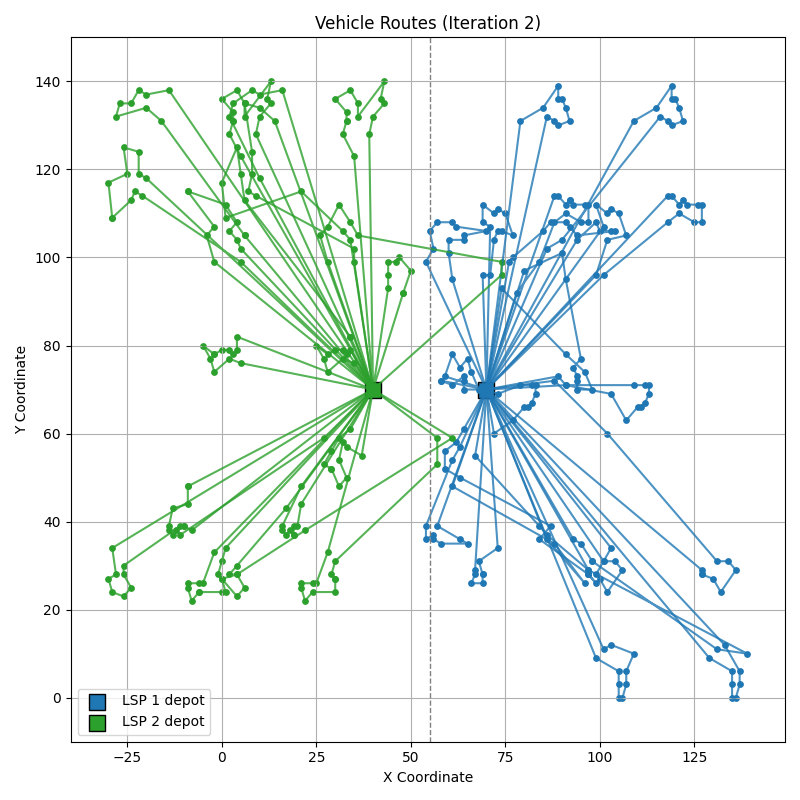 Vehicle Routes (Iteration 2)
Y Coordinate
140
120
100
80
60
40
20
0
LSP 1 depot
LSP 2 depot
−25 0 25 50 75 100 125
X Coordinate